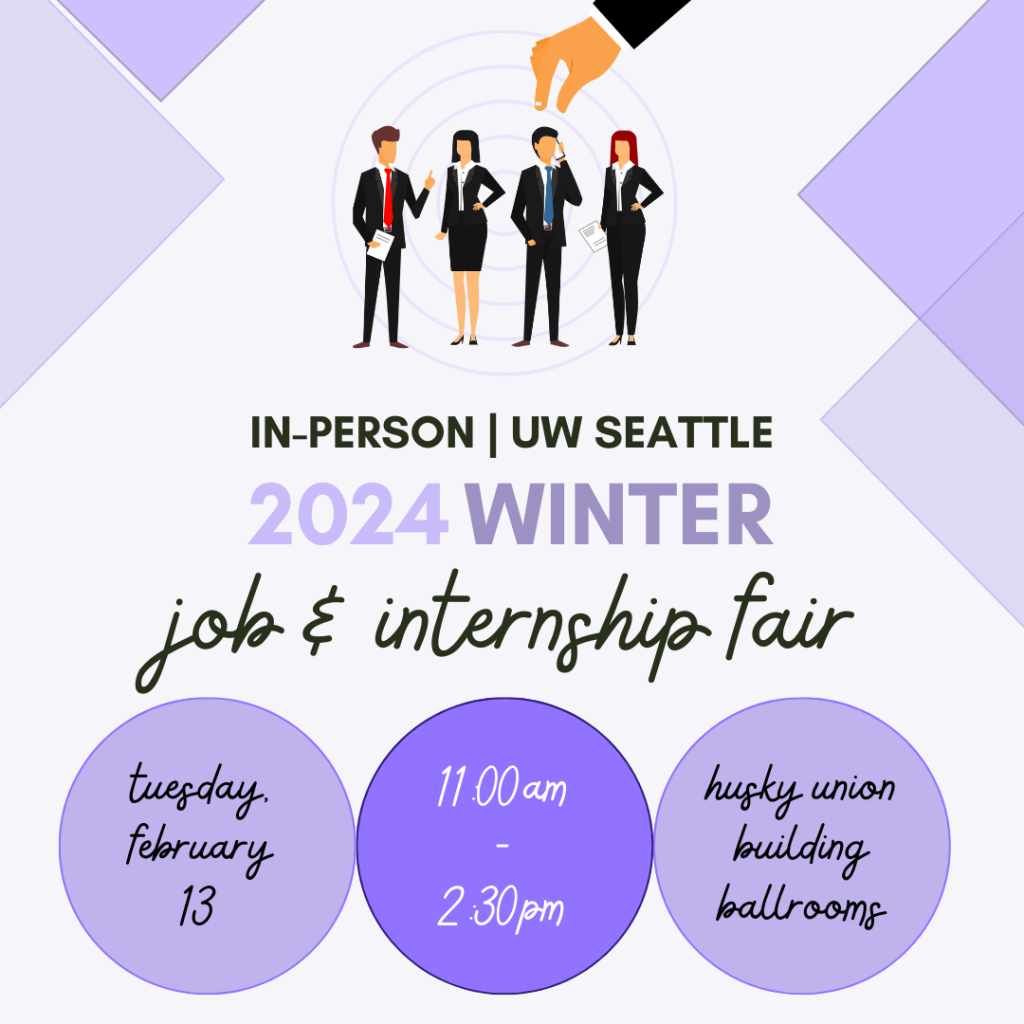 IN-PERSON | UW SEATTLE
2024 WINTER
job & internship fair
tuesday,
february
13
11:00am
-
2:30pm
husky union
building
ballrooms